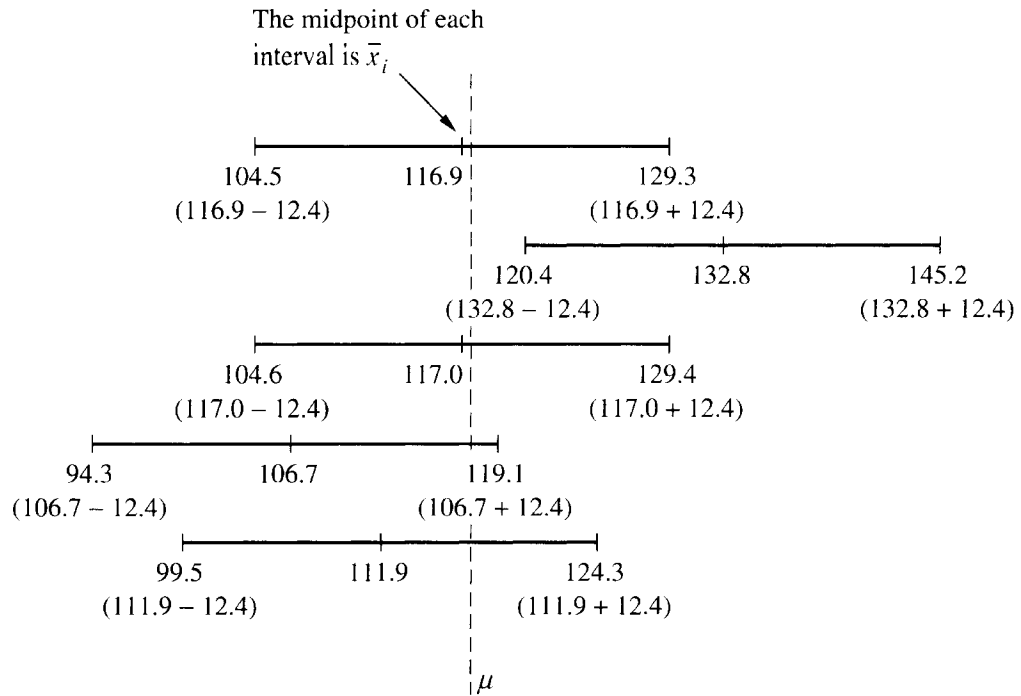 The midpoint of each
interval is x̄ᵢ
104.5 116.9 129.3
(116.9 – 12.4) (116.9 + 12.4)
120.4 132.8 145.2
(132.8 – 12.4) (132.8 + 12.4)
104.6 117.0 129.4
(117.0 – 12.4) (117.0 + 12.4)
94.3 106.7 119.1
(106.7 – 12.4) (106.7 + 12.4)
99.5 111.9 124.3
(111.9 – 12.4) (111.9 + 12.4)
μ